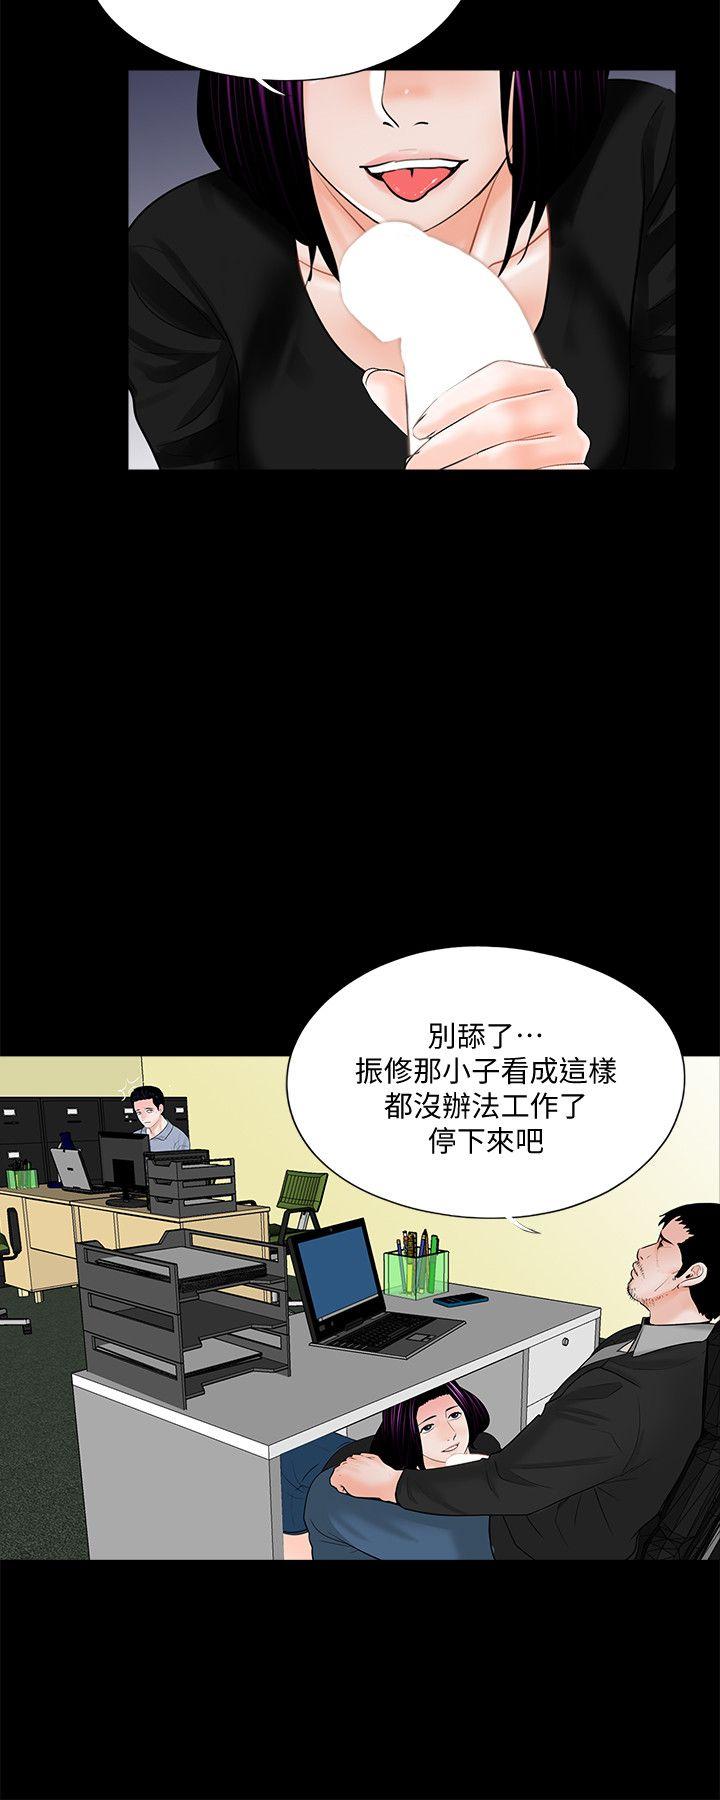 別舔了⋯
振修那小子看成這樣
都沒辦法工作了
停下來吧